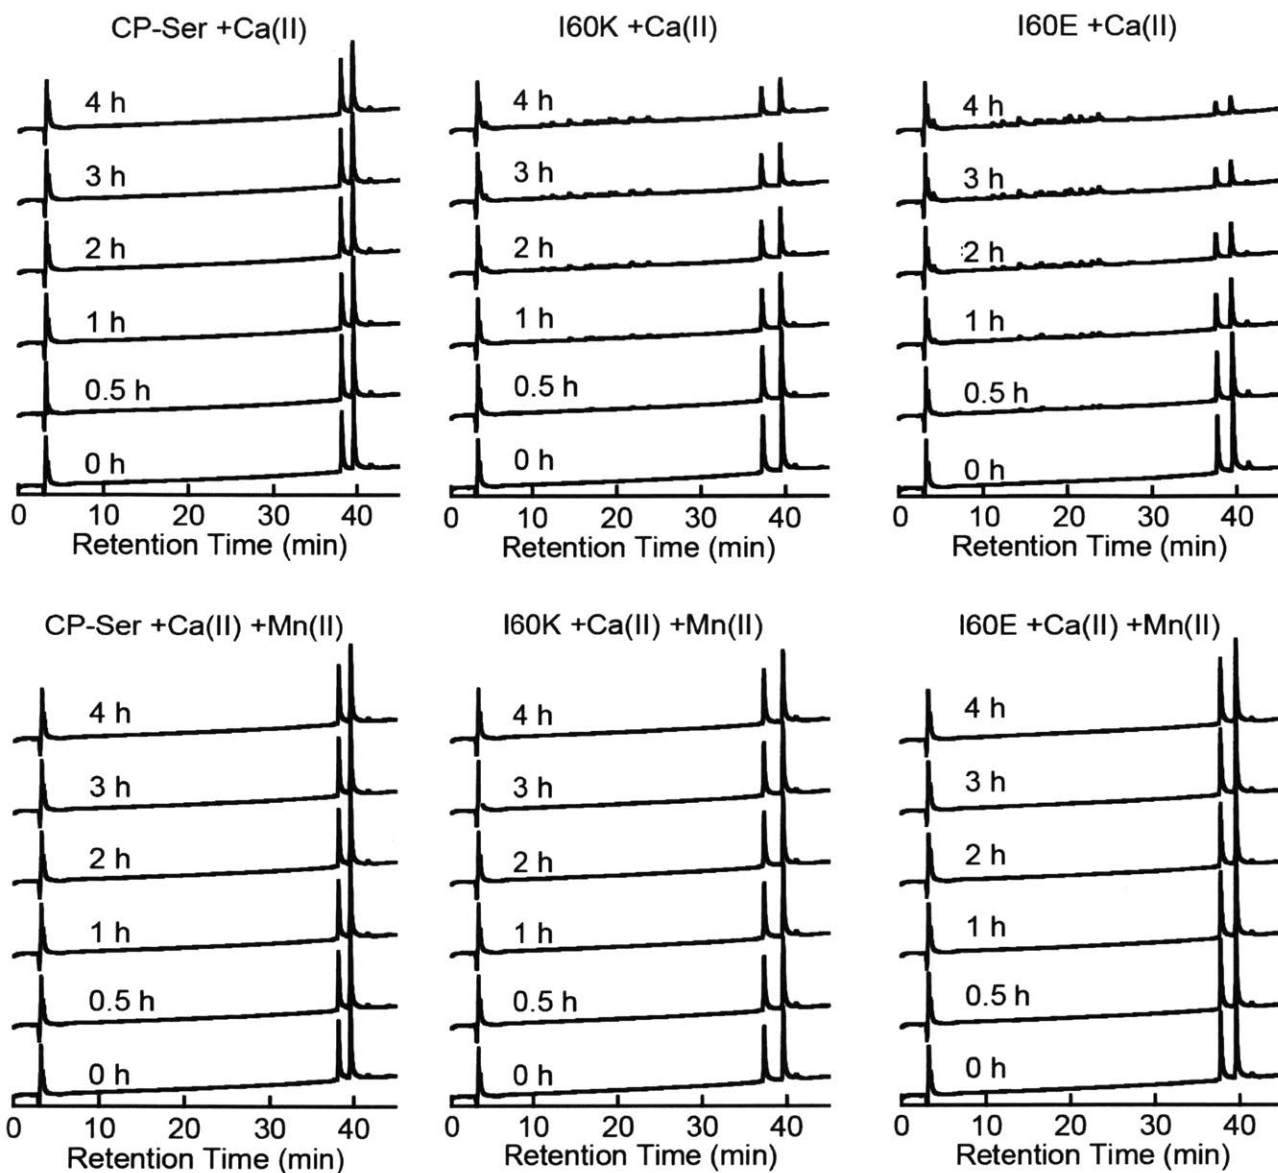 CP-Ser +Ca(II)
4 h
3 h
2 h
1 h
0.5 h
0 h
0 10 20 30 40
Retention Time (min)
I60K +Ca(II)
4 h
3 h
2 h
1 h
0.5 h
0 h
0 10 20 30 40
Retention Time (min)
I60E +Ca(II)
4 h
3 h
2 h
1 h
0.5 h
0 h
0 10 20 30 40
Retention Time (min)
CP-Ser +Ca(II) +Mn(II)
4 h
3 h
2 h
1 h
0.5 h
0 h
0 10 20 30 40
Retention Time (min)
I60K +Ca(II) +Mn(II)
4 h
3 h
2 h
1 h
0.5 h
0 h
0 10 20 30 40
Retention Time (min)
I60E +Ca(II) +Mn(II)
4 h
3 h
2 h
1 h
0.5 h
0 h
0 10 20 30 40
Retention Time (min)